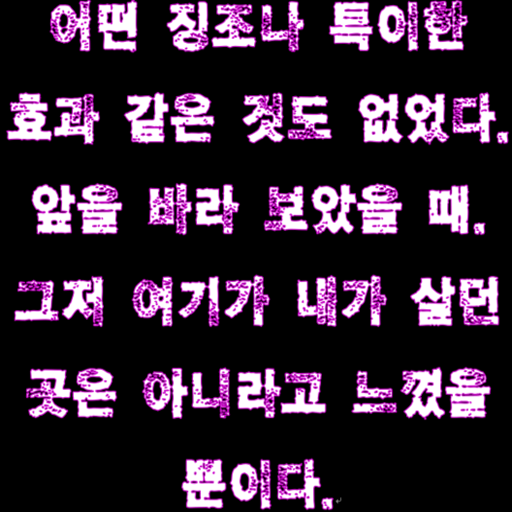 어떤 징조나 특이한
효과 같은 것도 없었다.
앞을 바라 보았을 때.
그저 여기가 내가 살던
곳은 아니라고 느꼈을
뿐이다.